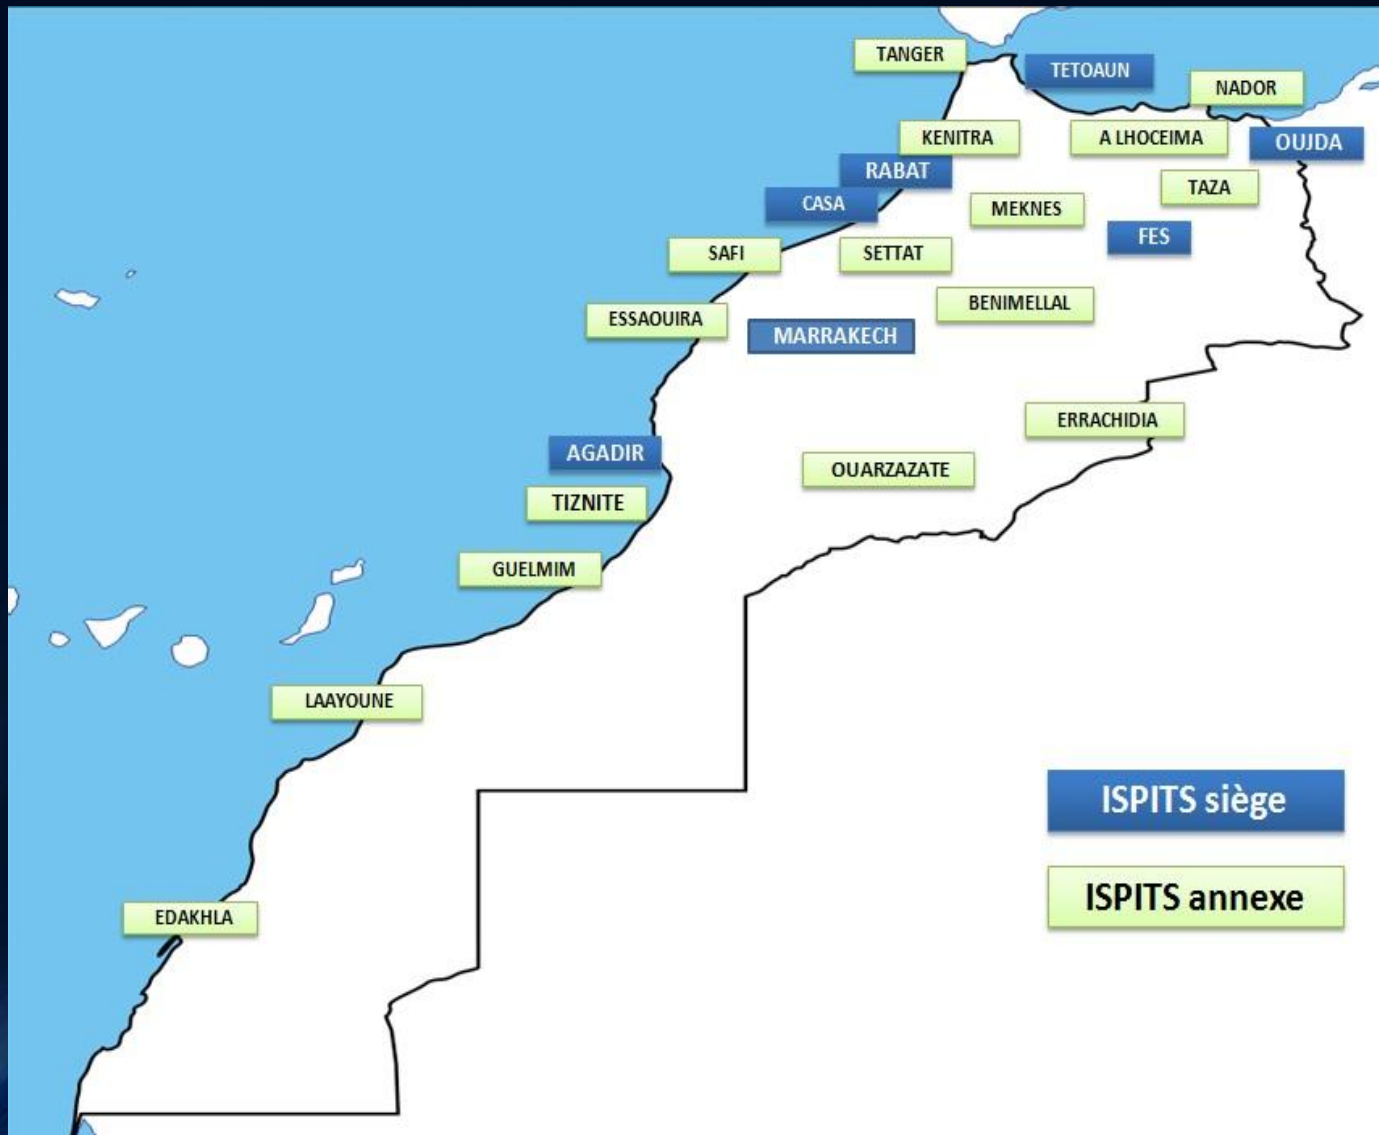 TANGER
TETOAUN
NADOR
KENITRA
A LHOCEIMA
OUJDA
RABAT
TAZA
CASA
MEKNES
FES
SAFI
SETTAT
BENIMELLAL
ESSAOUIRA
MARRAKECH
ERRACHIDIA
AGADIR
OUARZAZATE
TIZNITE
GUELMIM
LAAYOUNE
ISPITS siège
ISPITS annexe
EDAKHLA